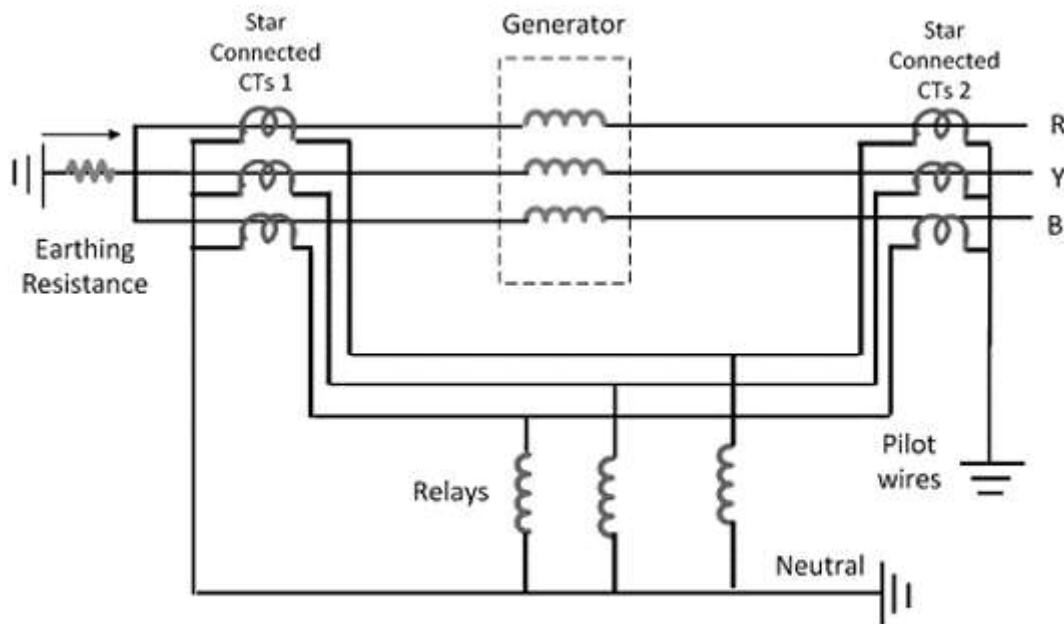 Star
Connected
CTs 1
Generator
Star
Connected
CTs 2
R
Y
B
Earthing
Resistance
Relays
Pilot
wires
Neutral